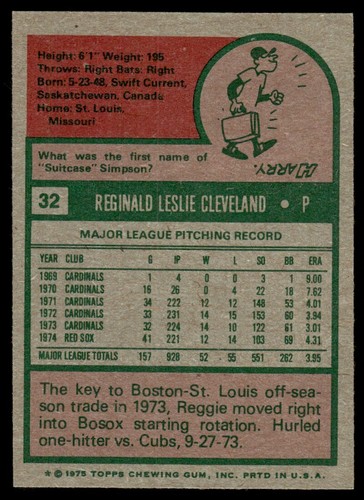 Height: 6'1" Weight: 195
Throws: Right Bats: Right
Born: 5-23-48, Swift Current,
Saskatchewan, Canada
Home: St. Louis,
Missouri
What was the first name of
"Suitcase" Simpson?
HARRY.
32 REGINALD LESLIE CLEVELAND • P
MAJOR LEAGUE PITCHING RECORD
YEAR CLUB G IP W L SO BB ERA
1969 CARDINALS 1 4 0 0 3 1 9.00
1970 CARDINALS 16 26 0 4 22 18 7.62
1971 CARDINALS 34 222 12 12 148 53 4.01
1972 CARDINALS 33 231 14 15 153 60 3.94
1973 CARDINALS 32 224 14 10 122 61 3.01
1974 RED SOX 41 221 12 14 103 69 4.31
MAJOR LEAGUE TOTALS 157 928 52 55 551 262 3.95
The key to Boston-St. Louis off-sea-
son trade in 1973, Reggie moved right
into Bosox starting rotation. Hurled
one-hitter vs. Cubs, 9-27-73.
☆ © 1975 TOPPS CHEWING GUM, INC. PRTD IN U.S.A.